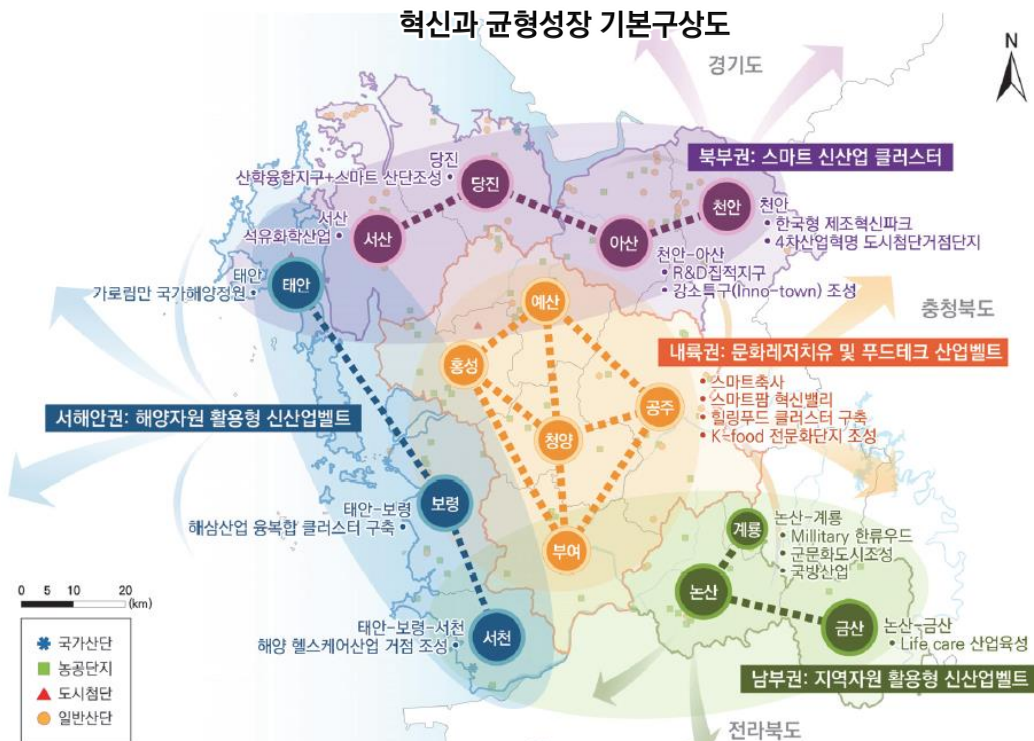 혁신과 균형성장 기본구상도
N
경기도
북부권: 스마트 신산업 클러스터
당진
산학융합지구+스마트 산단조성 •
당진
천안
천안
• 한국형 제조혁신파크
• 4차산업혁명 도시첨단거점단지
서산
석유화학산업 •
서산
아산
천안-아산
• R&D집적지구
• 강소특구(Inno-town) 조성
태안
가로림만 국가해양정원 •
태안
예산
충청북도
내륙권: 문화레저치유 및 푸드테크 산업벨트
• 스마트축사
• 스마트팜 혁신밸리
• 힐링푸드 클러스터 구축
• K-food 전문화단지 조성
홍성
공주
청양
서해안권: 해양자원 활용형 신산업벨트
태안-보령
해삼산업 융복합 클러스터 구축 •
보령
부여
계룡
논산-계룡
• Millitary 한류우드
• 군문화도시조성
• 국방산업
논산
금산
논산-금산
• Life care 산업육성
태안-보령-서천
해양 헬스케어산업 거점 조성 •
서천
남부권: 지역자원 활용형 신산업벨트
전라북도
0 5 10 20
(km)
국가산단
농공단지
도시첨단
일반산단